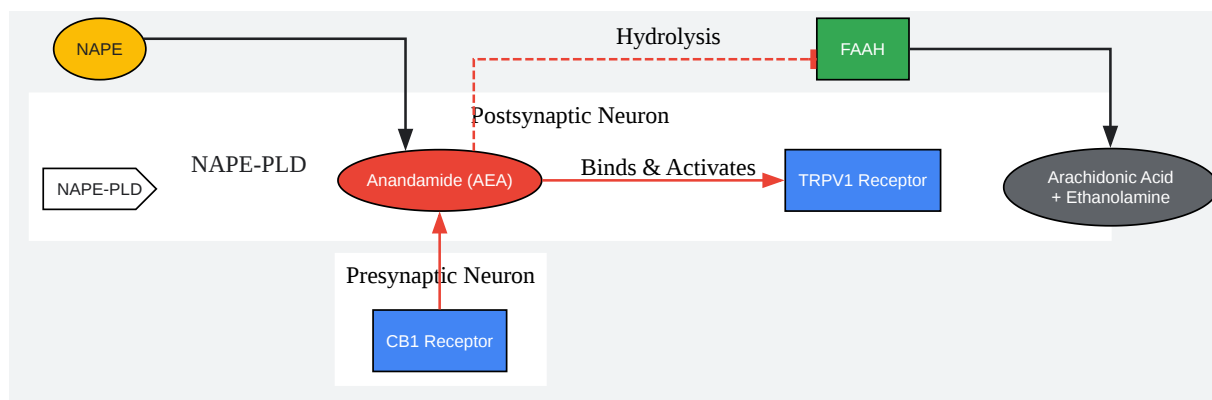 NAPE
Hydrolysis
FAAH
Postsynaptic Neuron
NAPE-PLD
NAPE-PLD
Anandamide (AEA)
Binds & Activates
TRPV1 Receptor
Arachidonic Acid
+ Ethanolamine
Presynaptic Neuron
CB1 Receptor